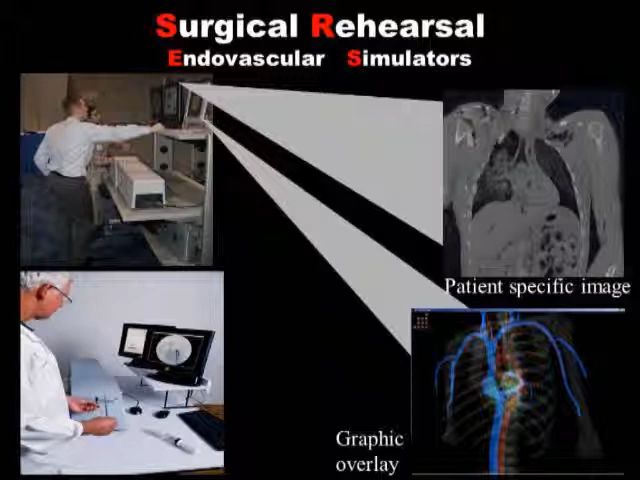 Surgical Rehearsal
Endovascular Simulators
Patient specific image
Graphic
overlay